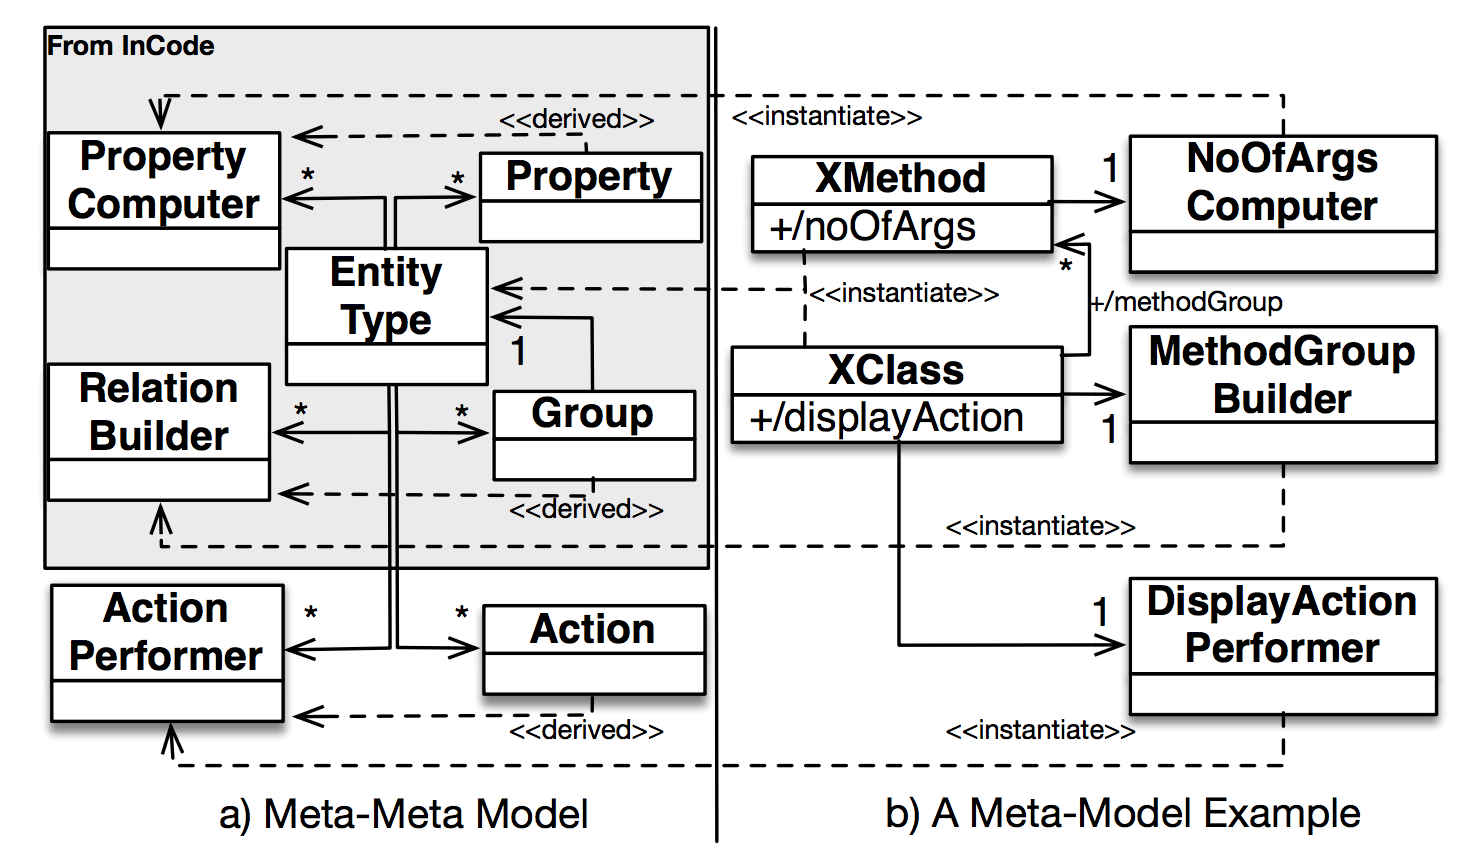 From InCode
<<derived>>
<<instantiate>>
Property
Computer
*
*
Property
XMethod
+/noOfArgs
1
NoOfArgs
Computer
Entity
Type
<<instantiate>>
*
+/methodGroup
1
Relation
Builder
*
*
Group
XClass
+/displayAction
1
MethodGroup
Builder
<<derived>>
<<instantiate>>
Action
Performer
*
*
Action
1
DisplayAction
Performer
<<derived>>
<<instantiate>>
a) Meta-Meta Model
b) A Meta-Model Example